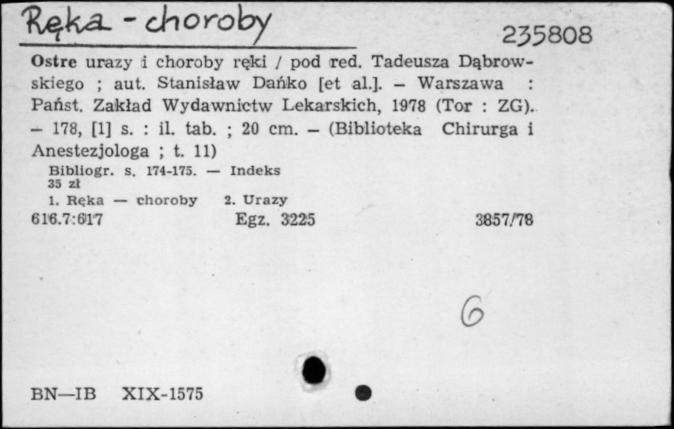 Ręka - choroby
235808
Ostre urazy i choroby ręki / pod red. Tadeusza Dąbrow-
skiego ; aut. Stanisław Dańko [et al.]. — Warszawa :
Państ. Zakład Wydawnictw Lekarskich, 1978 (Tor : ZG).
— 178, [1] s. : il. tab. ; 20 cm. — (Biblioteka Chirurga i
Anestezjologa ; t. 11)
Bibliogr. s. 174-175. — Indeks
35 zł
1. Ręka — choroby 2. Urazy
616.7:617 Egz. 3225 3857/78
6
BN—IB XIX-1575